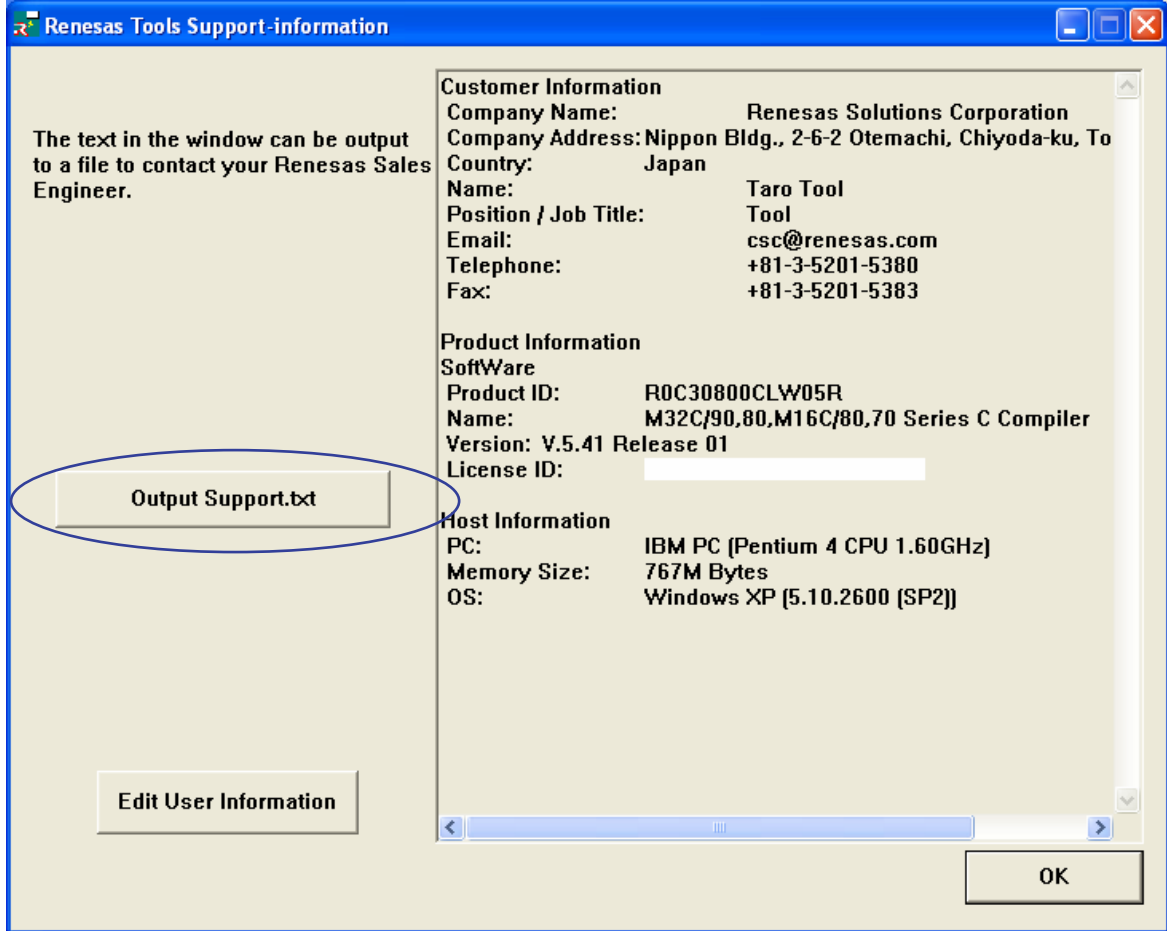 Renesas Tools Support-information
The text in the window can be output
to a file to contact your Renesas Sales
Engineer.
Output Support.txt
Edit User Information
Customer Information
Company Name: Renesas Solutions Corporation
Company Address: Nippon Bldg., 2-6-2 Otemachi, Chiyoda-ku, To
Country: Japan
Name: Taro Tool
Position / Job Title: Tool
Email: csc@renesas.com
Telephone: +81-3-5201-5380
Fax: +81-3-5201-5383
Product Information
SoftWare
Product ID: R0C30800CLW05R
Name: M32C/90,80,M16C/80,70 Series C Compiler
Version: V.5.41 Release 01
License ID:
Host Information
PC: IBM PC (Pentium 4 CPU 1.60GHz)
Memory Size: 767M Bytes
OS: Windows XP (5.10.2600 (SP2))
OK